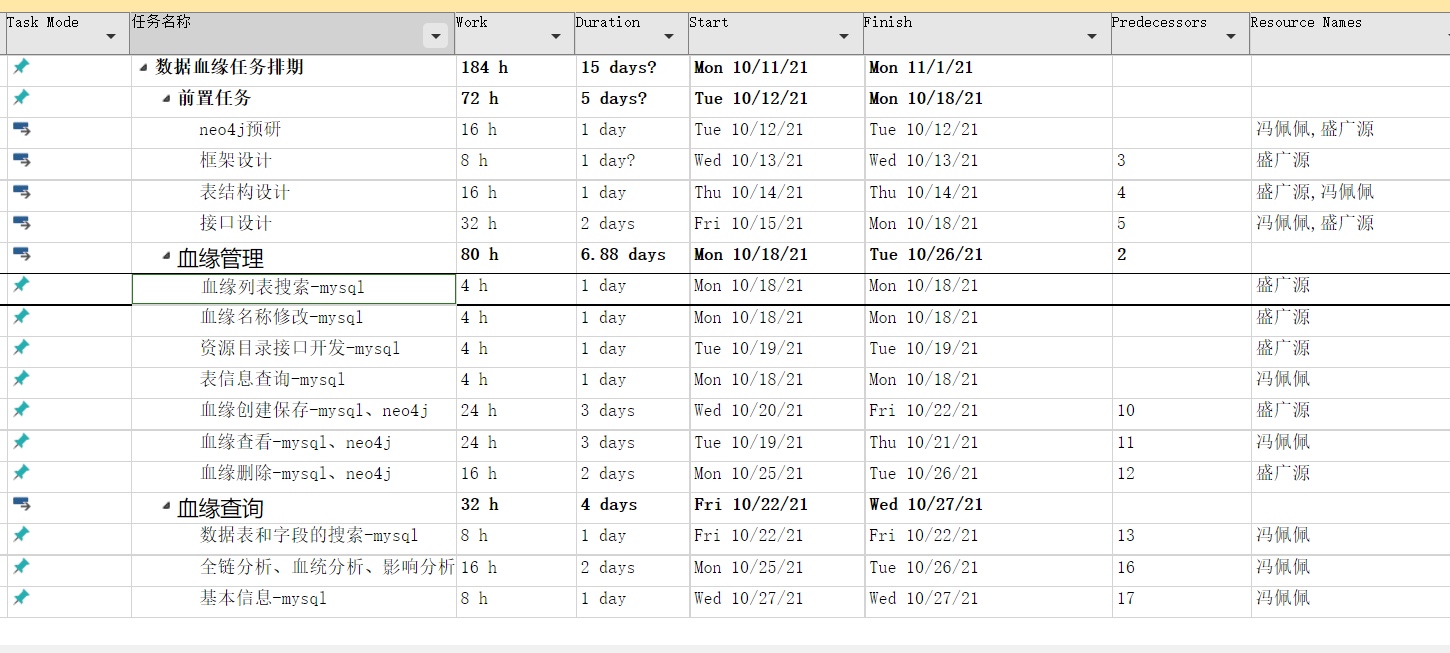 Task Mode 任务名称 Work Duration Start Finish Predecessors Resource Names
数据血缘任务排期 184 h 15 days? Mon 10/11/21 Mon 11/1/21
前置任务 72 h 5 days? Tue 10/12/21 Mon 10/18/21
neo4j预研 16 h 1 day Tue 10/12/21 Tue 10/12/21 冯佩佩,盛广源
框架设计 8 h 1 day? Wed 10/13/21 Wed 10/13/21 3 盛广源
表结构设计 16 h 1 day Thu 10/14/21 Thu 10/14/21 4 盛广源,冯佩佩
接口设计 32 h 2 days Fri 10/15/21 Mon 10/18/21 5 冯佩佩,盛广源
血缘管理 80 h 6.88 days Mon 10/18/21 Tue 10/26/21 2
血缘列表搜索-mysql 4 h 1 day Mon 10/18/21 Mon 10/18/21 盛广源
血缘名称修改-mysql 4 h 1 day Mon 10/18/21 Mon 10/18/21 盛广源
资源目录接口开发-mysql 4 h 1 day Tue 10/19/21 Tue 10/19/21 盛广源
表信息查询-mysql 4 h 1 day Mon 10/18/21 Mon 10/18/21 冯佩佩
血缘创建保存-mysql、neo4j 24 h 3 days Wed 10/20/21 Fri 10/22/21 10 盛广源
血缘查看-mysql、neo4j 24 h 3 days Tue 10/19/21 Thu 10/21/21 11 冯佩佩
血缘删除-mysql、neo4j 16 h 2 days Mon 10/25/21 Tue 10/26/21 12 盛广源
血缘查询 32 h 4 days Fri 10/22/21 Wed 10/27/21
数据表和字段的搜索-mysql 8 h 1 day Fri 10/22/21 Fri 10/22/21 13 冯佩佩
全链分析、血统分析、影响分析 16 h 2 days Mon 10/25/21 Tue 10/26/21 16 冯佩佩
基本信息-mysql 8 h 1 day Wed 10/27/21 Wed 10/27/21 17 冯佩佩